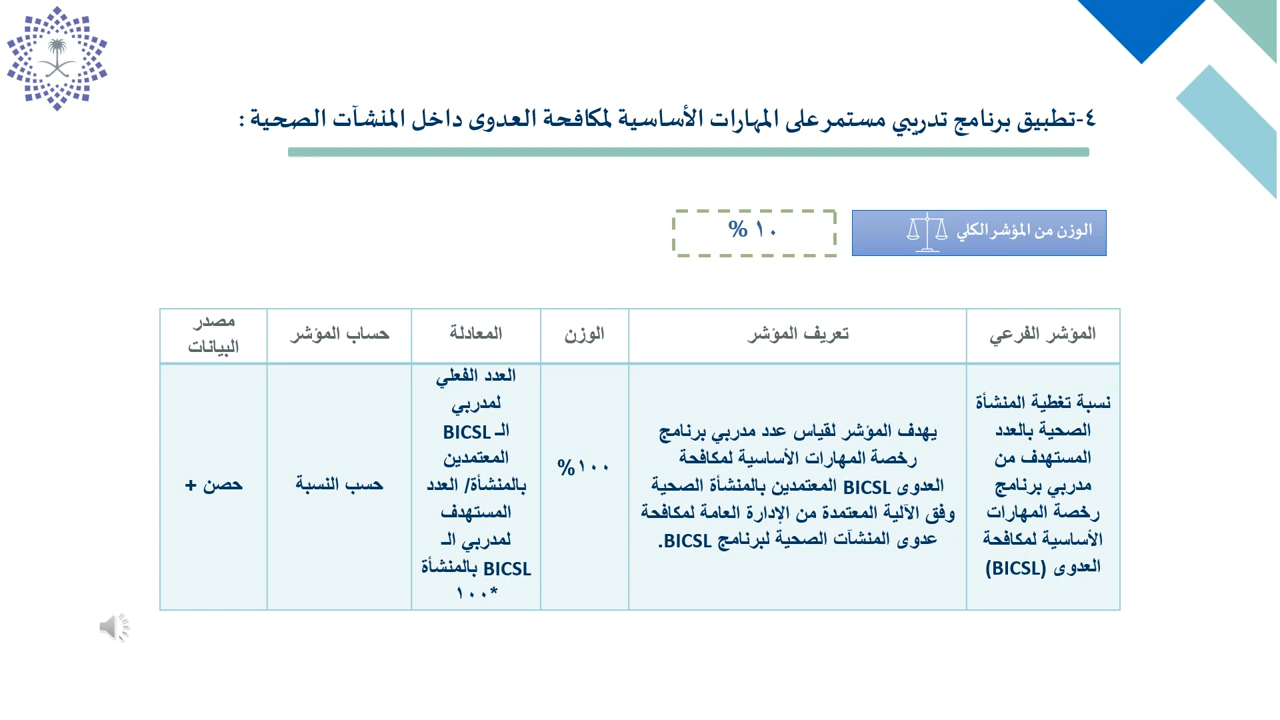 ٤-تطبيق برنامج تدريبي مستمر على المهارات الأساسية لمكافحة العدوى داخل المنشآت الصحية :
الوزن من المؤشر الكلي
١٠ %
المؤشر الفرعي
تعريف المؤشر
الوزن
المعادلة
حساب المؤشر
مصدر
البيانات
نسبة تغطية المنشأة
الصحية بالعدد
المستهدف من
مدربي برنامج
رخصة المهارات
الأساسية لمكافحة
العدوى (BICSL)
يهدف المؤشر لقياس عدد مدربي برنامج
رخصة المهارات الأساسية لمكافحة
العدوى BICSL المعتمدين بالمنشأة الصحية
وفق الآلية المعتمدة من الإدارة العامة لمكافحة
عدوى المنشآت الصحية لبرنامج BICSL.
١٠٠%
العدد الفعلي
لمدربي
الـ BICSL
المعتمدين
بالمنشأة/ العدد
المستهدف
لمدربي الـ
BICSL بالمنشأة
*١٠٠
حسب النسبة
حصن +